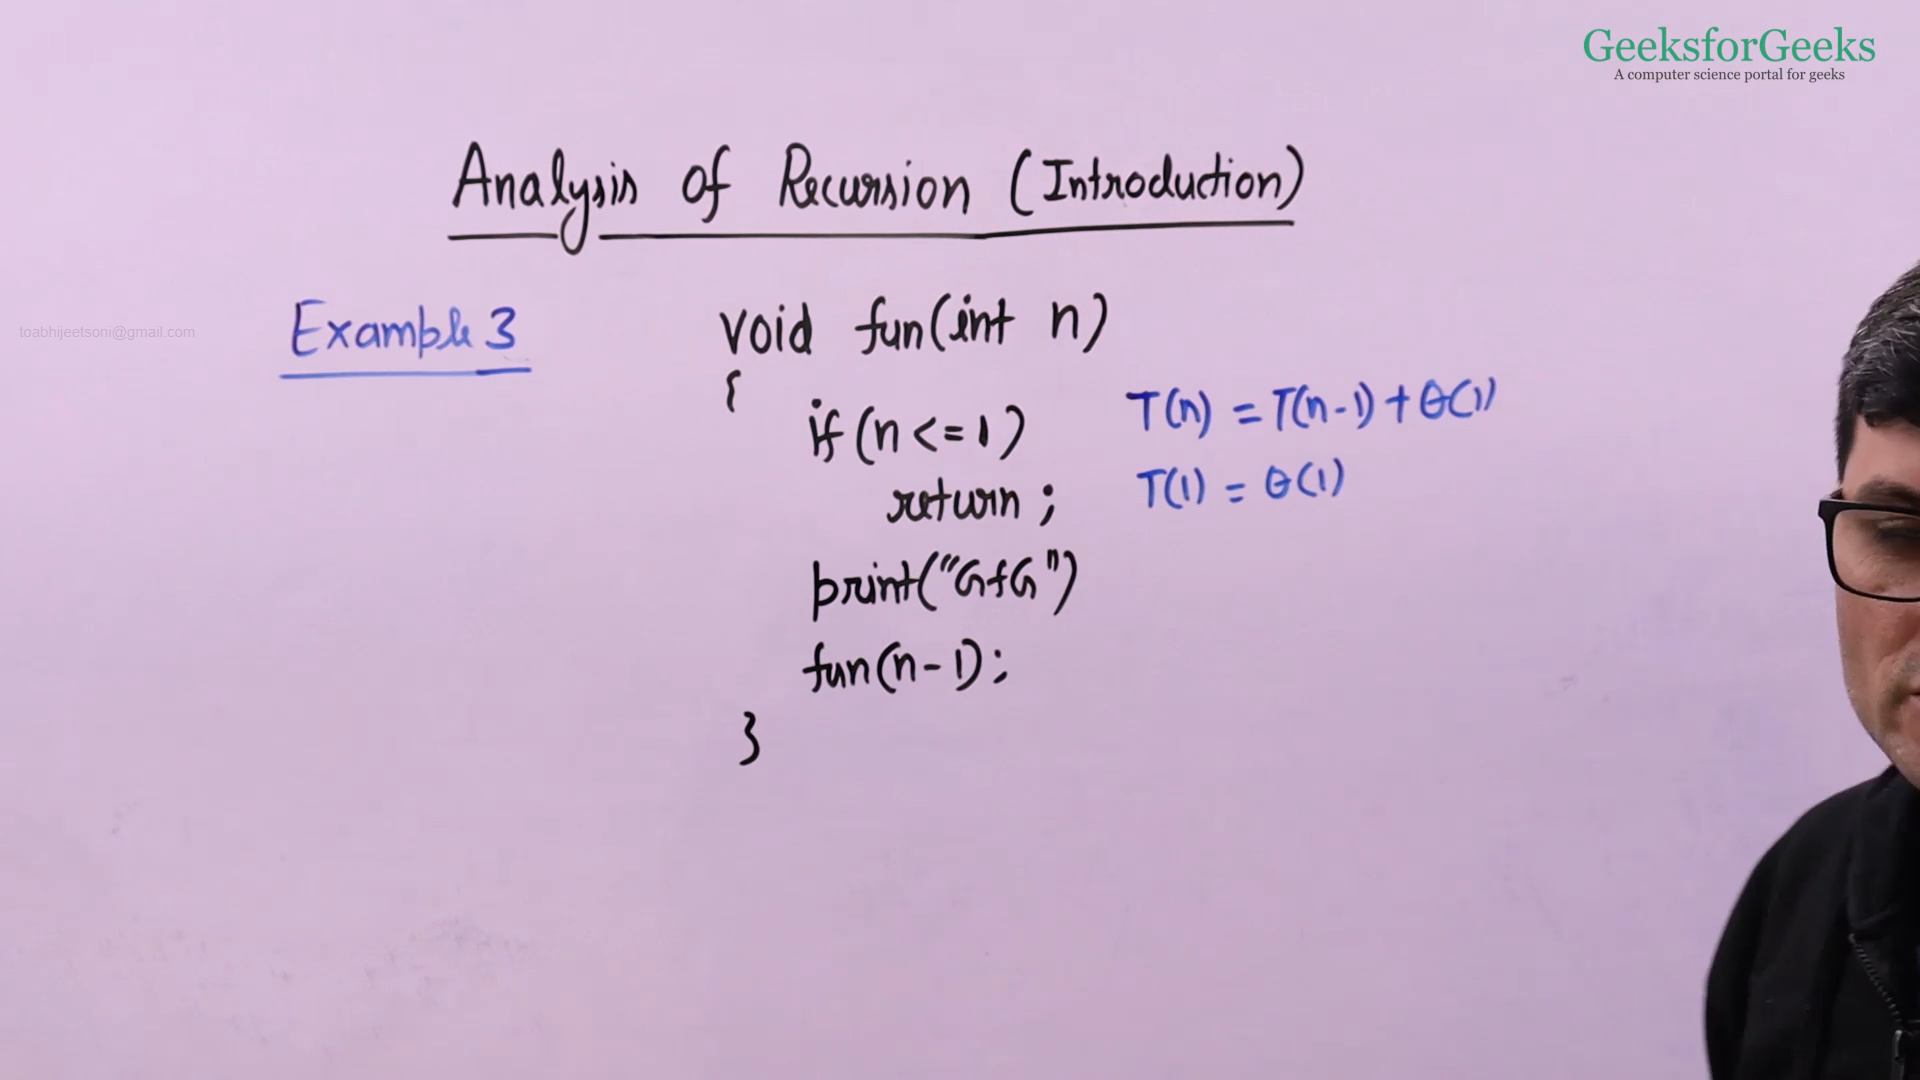 GeeksforGeeks
A computer science portal for geeks
Analysis of Recursion (Introduction)
toabhijeetsoni@gmail.com
Example 3
void fun(int n)
{
if (n <= 1)
return ;
print("GfG")
fun(n-1);
}
T(n) = T(n-1) + Θ(1)
T(1) = Θ(1)